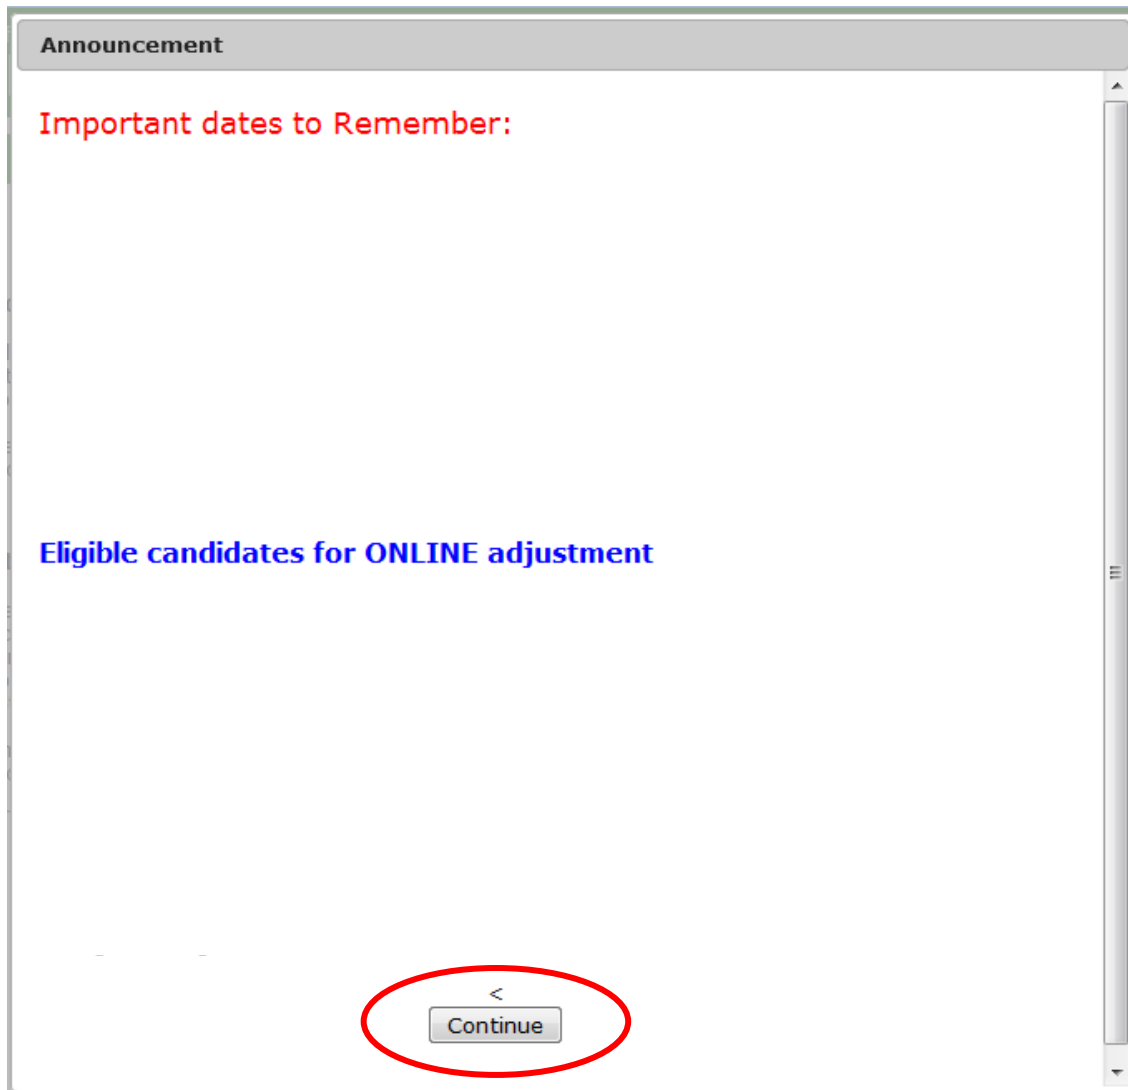 Announcement
Important dates to Remember:
Eligible candidates for ONLINE adjustment
<
Continue